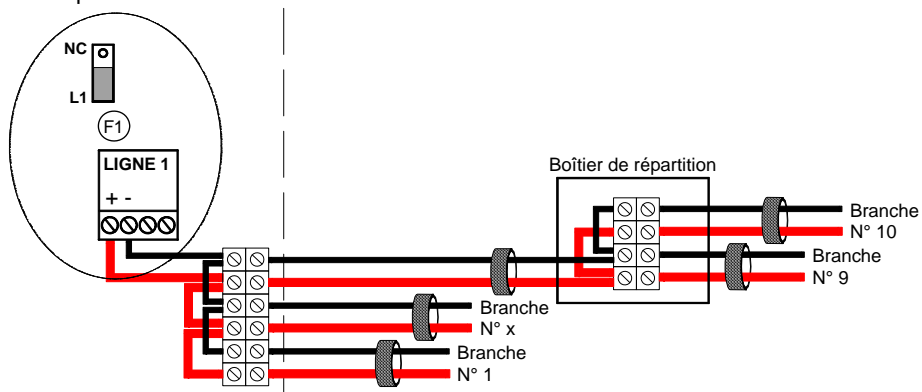 NC
L1
F1
LIGNE 1
+ -
Boîtier de répartition
Branche
N° 10
Branche
N° 9
Branche
N° x
Branche
N° 1